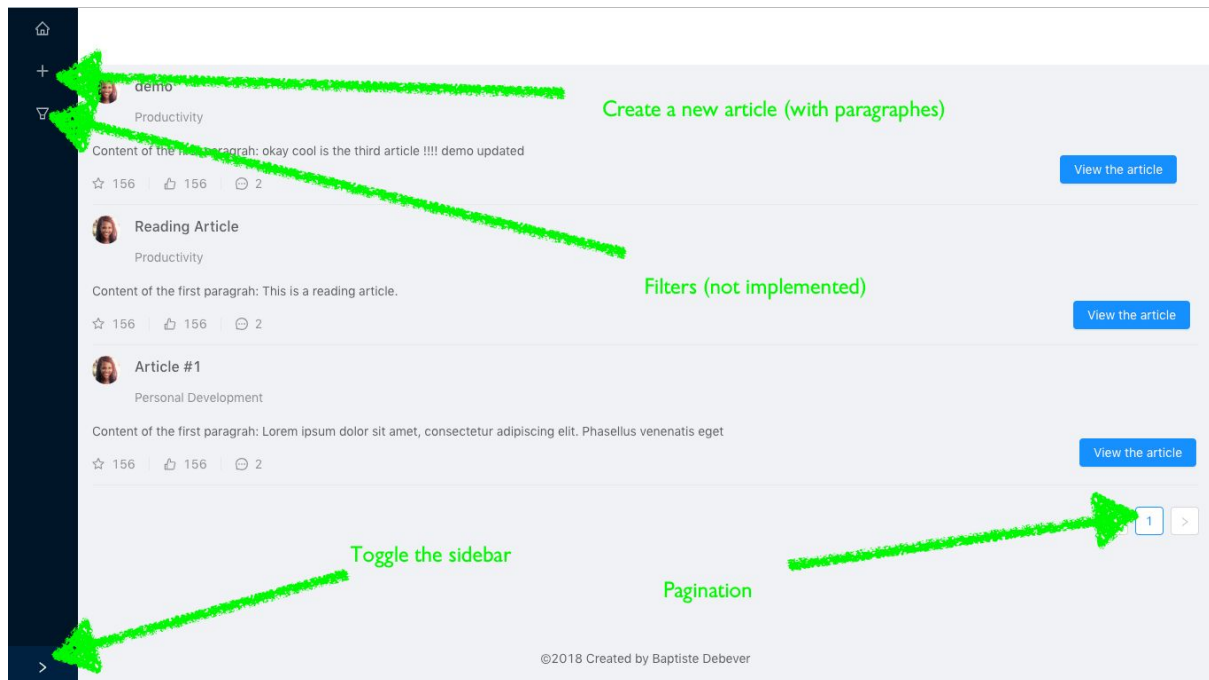 demo
Create a new article (with paragraphes)
Productivity
Content of the first paragrah: okay cool is the third article !!!! demo updated
View the article
156 156 2
Reading Article
Productivity
Filters (not implemented)
Content of the first paragrah: This is a reading article.
View the article
156 156 2
Article #1
Personal Development
Content of the first paragrah: Lorem ipsum dolor sit amet, consectetur adipiscing elit. Phasellus venenatis eget
View the article
156 156 2
1 >
Toggle the sidebar
Pagination
©2018 Created by Baptiste Debever